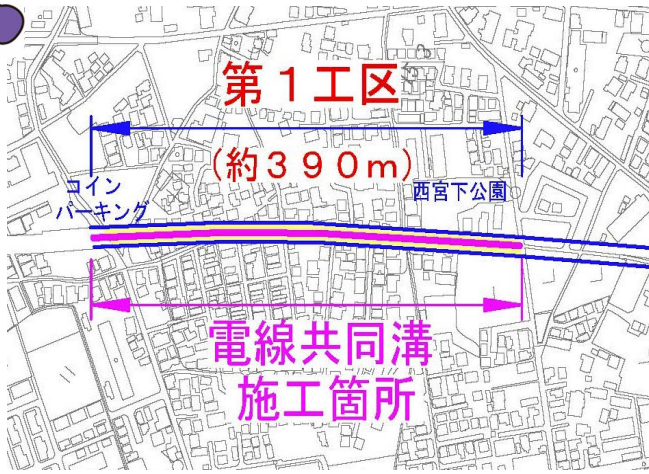 第１工区
(約３９０ｍ)
コイン
パーキング
西宮下公園
電線共同溝
施工箇所